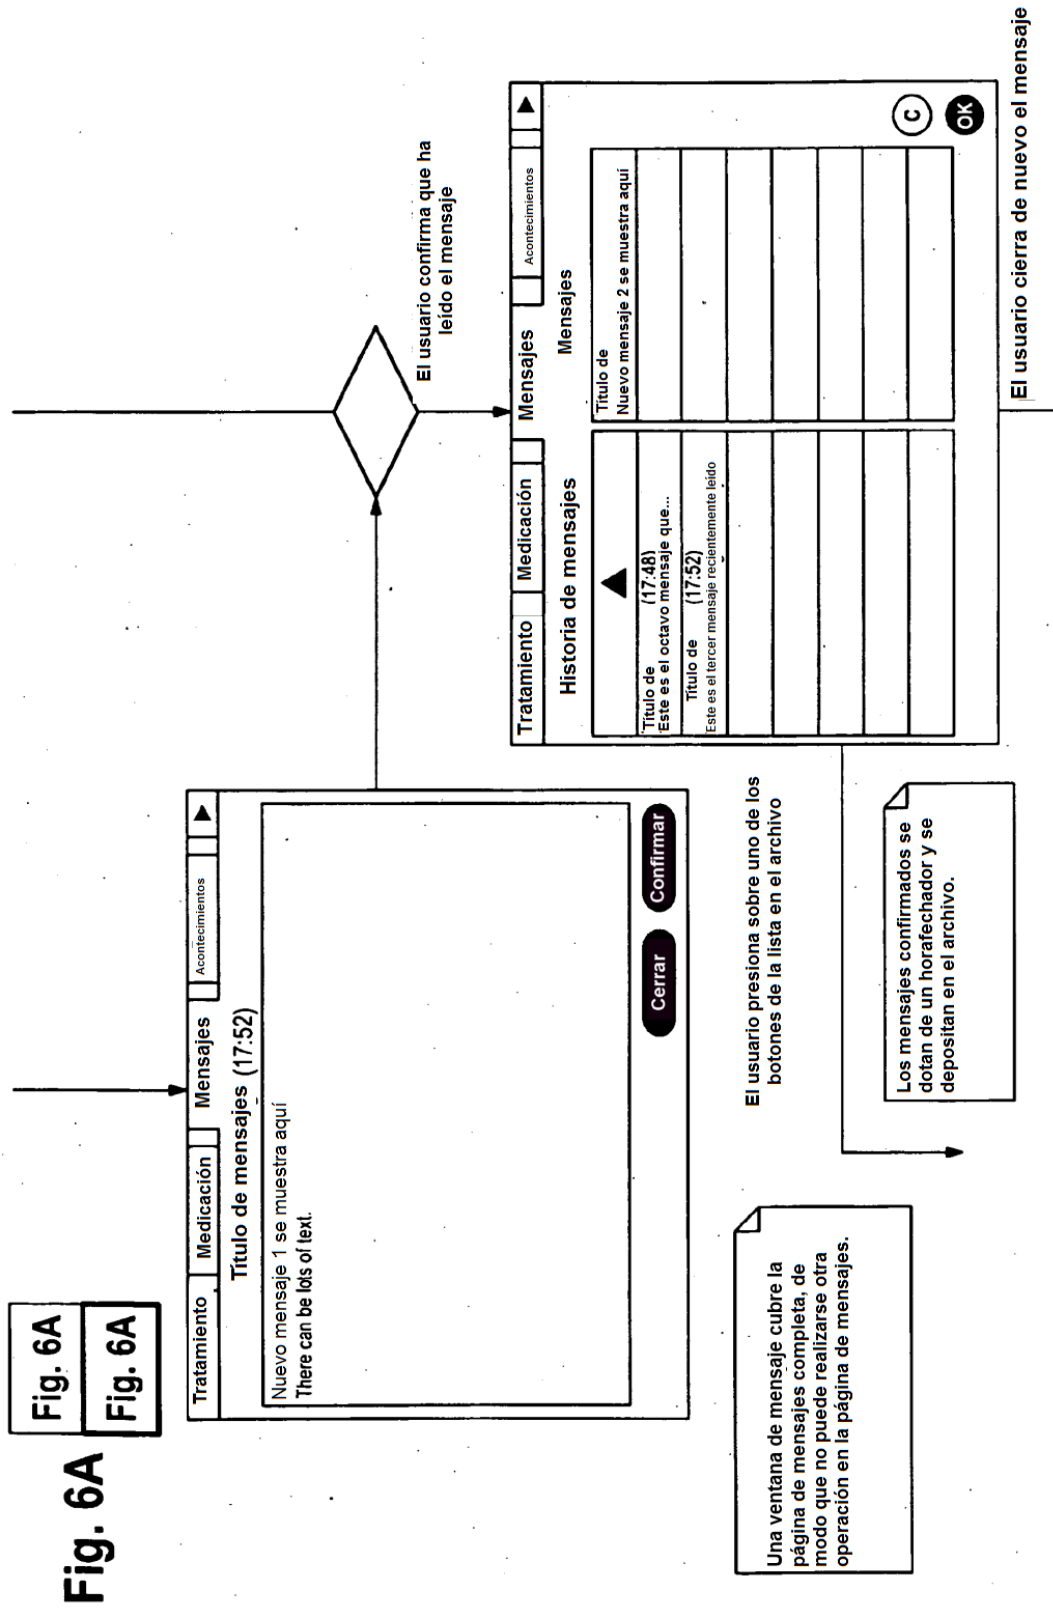 Fig. 6A
Fig. 6A
Fig. 6A
Tratamiento
Medicación
Mensajes
Acontecimientos
Título de mensajes (17:52)
Nuevo mensaje 1 se muestra aquí
There can be lots of text.
Cerrar
Confirmar
Una ventana de mensaje cubre la
página de mensajes completa, de
modo que no puede realizarse otra
operación en la página de mensajes.
El usuario confirma que ha
leído el mensaje
Tratamiento
Medicación
Mensajes
Acontecimientos
Historia de mensajes
Mensajes
Título de (17:48)
Este es el octavo mensaje que...
Título de (17:52)
Este es el tercer mensaje recientemente leído
Título de
Nuevo mensaje 2 se muestra aquí
C
OK
El usuario presiona sobre uno de los
botones de la lista en el archivo
Los mensajes confirmados se
dotan de un horafechador y se
depositan en el archivo.
El usuario cierra de nuevo el mensaje